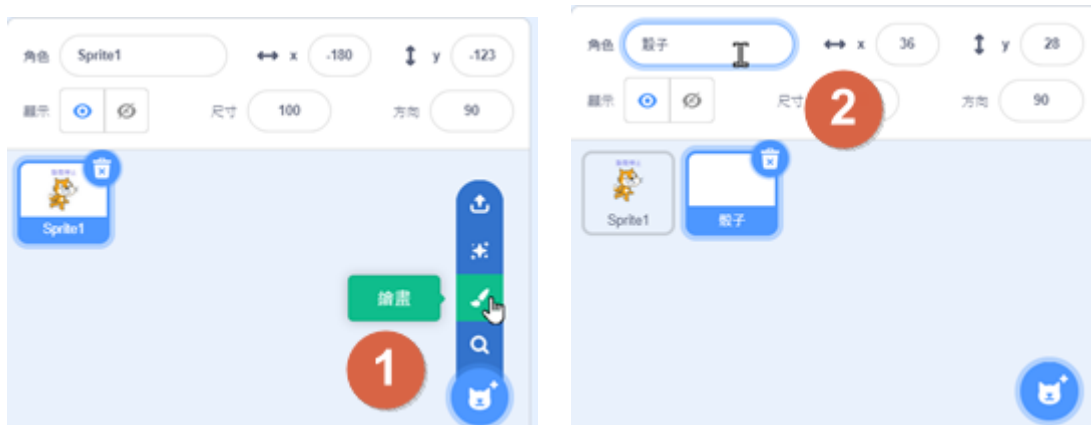 角色 Sprite1 x -180 y -123
顯示 尺寸 100 方向 90
Sprite1
繪畫
1
角色 骰子 x 36 y 28
顯示 尺寸 方向 90
2
Sprite1 骰子